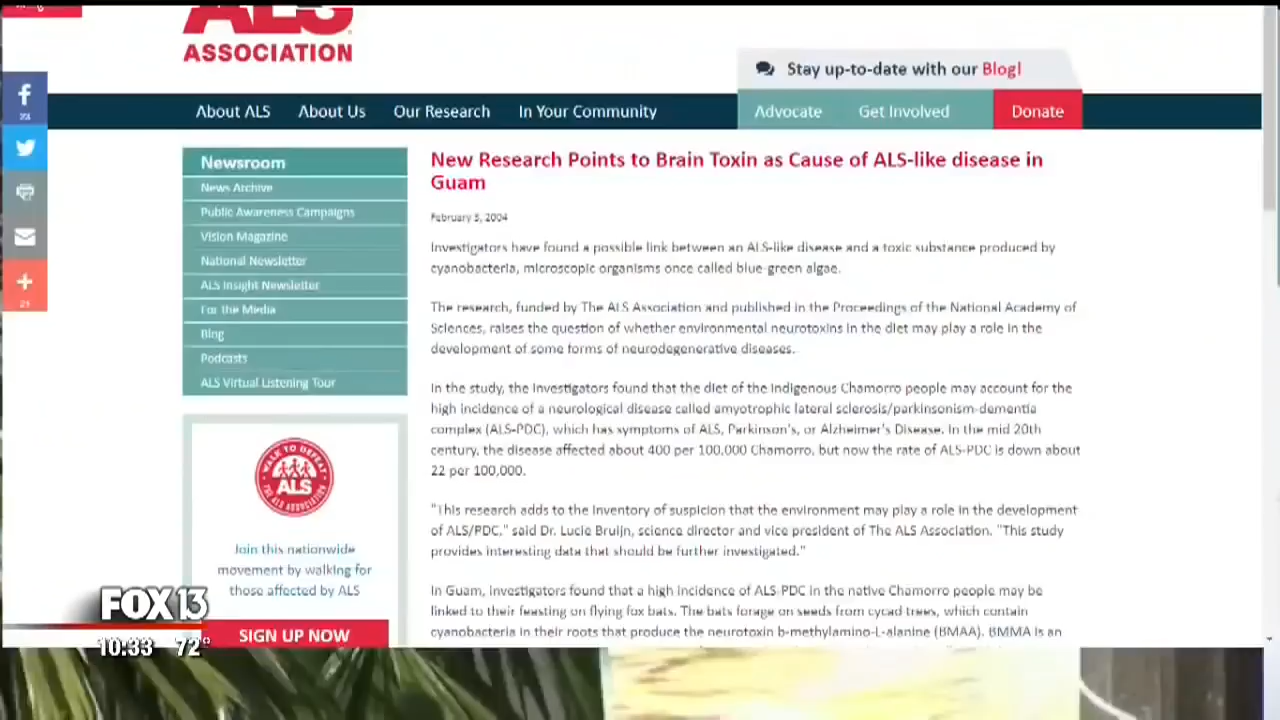 ALS
ASSOCIATION
Stay up-to-date with our Blog!
About ALS
About Us
Our Research
In Your Community
Advocate
Get Involved
Donate
23
21
Newsroom
News Archive
Public Awareness Campaigns
Vision Magazine
National Newsletter
ALS Insight Newsletter
For the Media
Blog
Podcasts
ALS Virtual Listening Tour
WALK TO DEFEAT
ALS
THE ALS ASSOCIATION
Join this nationwide
movement by walking for
those affected by ALS
SIGN UP NOW
New Research Points to Brain Toxin as Cause of ALS-like disease in
Guam
February 3, 2004
Investigators have found a possible link between an ALS-like disease and a toxic substance produced by
cyanobacteria, microscopic organisms once called blue-green algae.
The research, funded by The ALS Association and published in the Proceedings of the National Academy of
Sciences, raises the question of whether environmental neurotoxins in the diet may play a role in the
development of some forms of neurodegenerative diseases.
In the study, the investigators found that the diet of the indigenous Chamorro people may account for the
high incidence of a neurological disease called amyotrophic lateral sclerosis/parkinsonism-dementia
complex (ALS-PDC), which has symptoms of ALS, Parkinson's, or Alzheimer's Disease. In the mid 20th
century, the disease affected about 400 per 100,000 Chamorro, but now the rate of ALS-PDC is down about
22 per 100,000.
"This research adds to the inventory of suspicion that the environment may play a role in the development
of ALS/PDC," said Dr. Lucie Bruijn, science director and vice president of The ALS Association. "This study
provides interesting data that should be further investigated."
In Guam, investigators found that a high incidence of ALS-PDC in the native Chamorro people may be
linked to their feasting on flying fox bats. The bats forage on seeds from cycad trees, which contain
cyanobacteria in their roots that produce the neurotoxin b-methylamino-L-alanine (BMAA). BMMA is an
FOX 13
10:33 72°